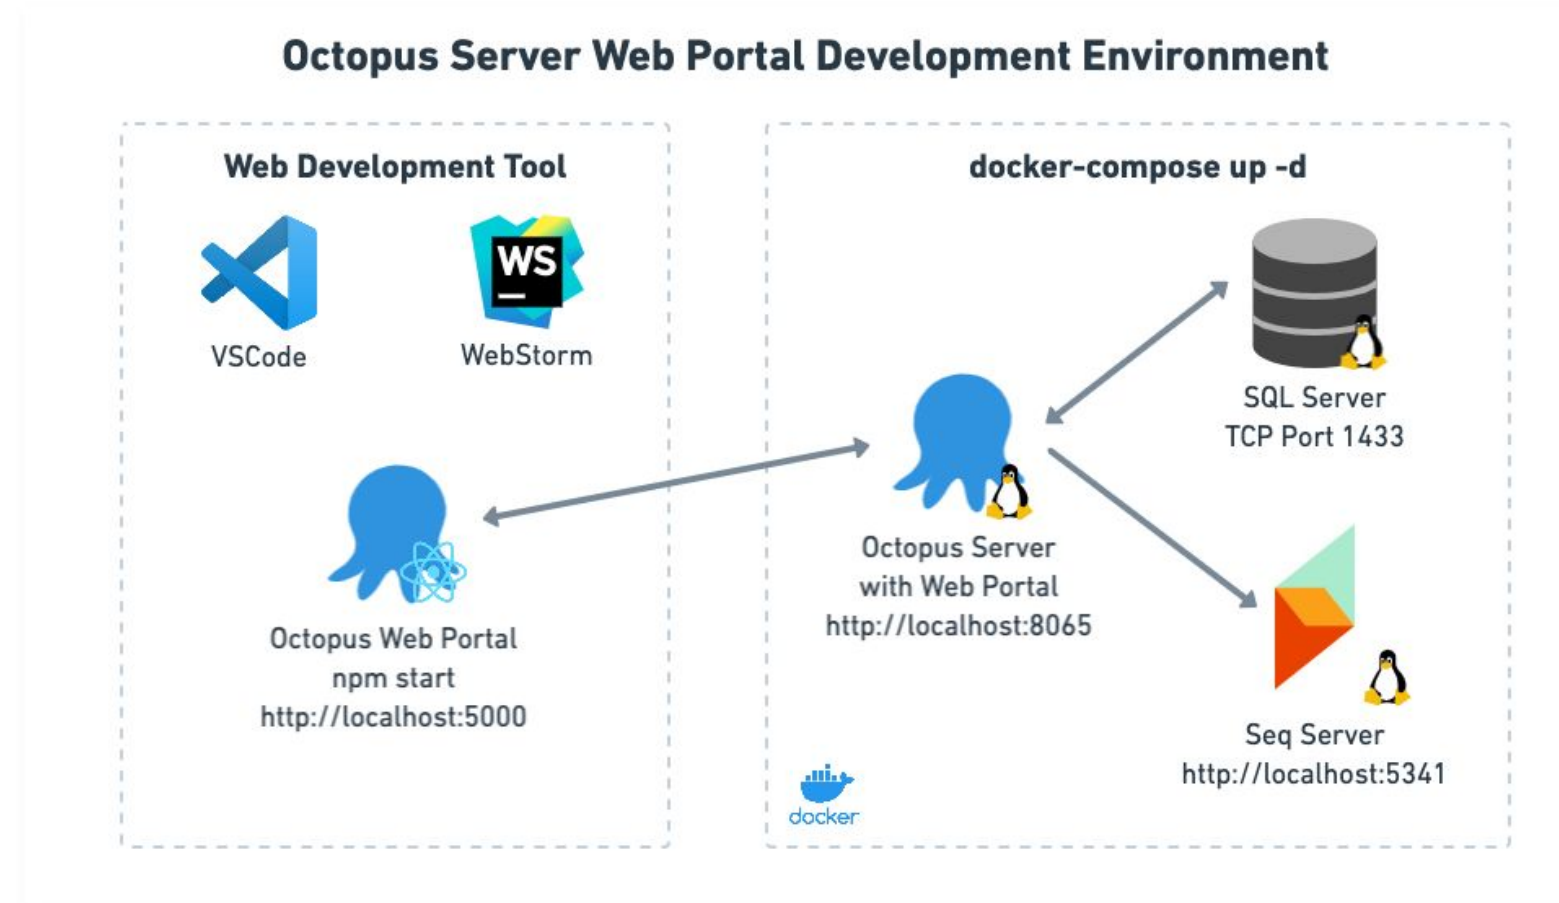 Octopus Server Web Portal Development Environment
Web Development Tool
VSCode
WS
WebStorm
Octopus Web Portal
npm start
http://localhost:5000
docker-compose up -d
SQL Server
TCP Port 1433
Octopus Server
with Web Portal
http://localhost:8065
Seq Server
http://localhost:5341
docker